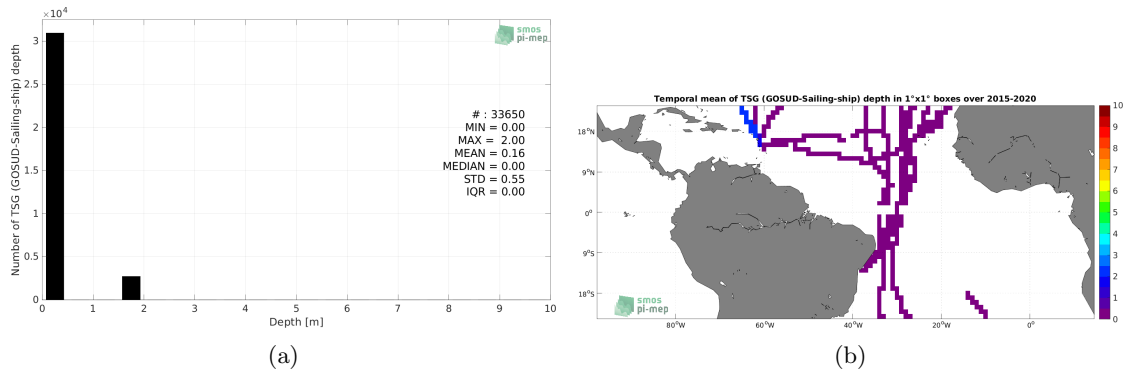 ×10⁴
3
2.5
2
1.5
1
0.5
0
Number of TSG (GOSUD-Sailing-ship) depth
smos
pi-mep
# : 33650
MIN = 0.00
MAX = 2.00
MEAN = 0.16
MEDIAN = 0.00
STD = 0.55
IQR = 0.00
0 1 2 3 4 5 6 7 8 9 10
Depth [m]
(a)
Temporal mean of TSG (GOSUD-Sailing-ship) depth in 1°x1° boxes over 2015-2020
18°N
9°N
0°
9°S
18°S
smos
pi-mep
80°W 60°W 40°W 20°W 0°
10
9
8
7
6
5
4
3
2
1
0
(b)